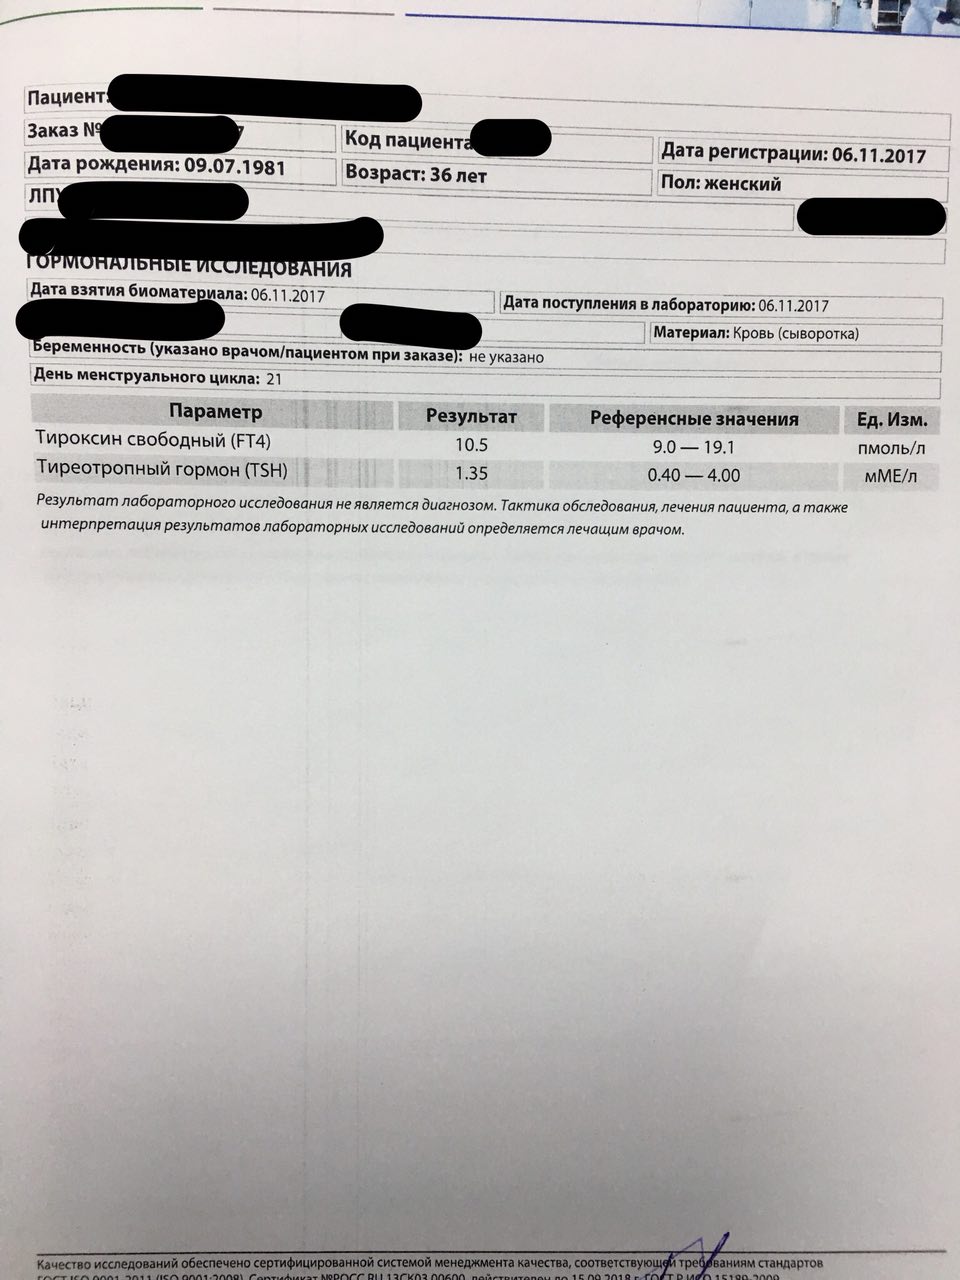 Пациент:
Заказ №
Код пациента
Дата регистрации: 06.11.2017
Дата рождения: 09.07.1981
Возраст: 36 лет
Пол: женский
ЛПУ
ГОРМОНАЛЬНЫЕ ИССЛЕДОВАНИЯ
Дата взятия биоматериала: 06.11.2017
Дата поступления в лабораторию: 06.11.2017
Материал: Кровь (сыворотка)
Беременность (указано врачом/пациентом при заказе): не указано
День менструального цикла: 21
Параметр Результат Референсные значения Ед. Изм.
Тироксин свободный (FT4) 10.5 9.0 — 19.1 пмоль/л
Тиреотропный гормон (TSH) 1.35 0.40 — 4.00 мМЕ/л
Результат лабораторного исследования не является диагнозом. Тактика обследования, лечения пациента, а также
интерпретация результатов лабораторных исследований определяется лечащим врачом.
Качество исследований обеспечено сертифицированной системой менеджмента качества, соответствующей требованиям стандартов
ГОСТ ISO 9001-2011 (ISO 9001:2008). Сертификат №РОСС RU.13СК03.00600, действителен до 15.09.2018 г. ГОСТ Р ИСО 15189-2009